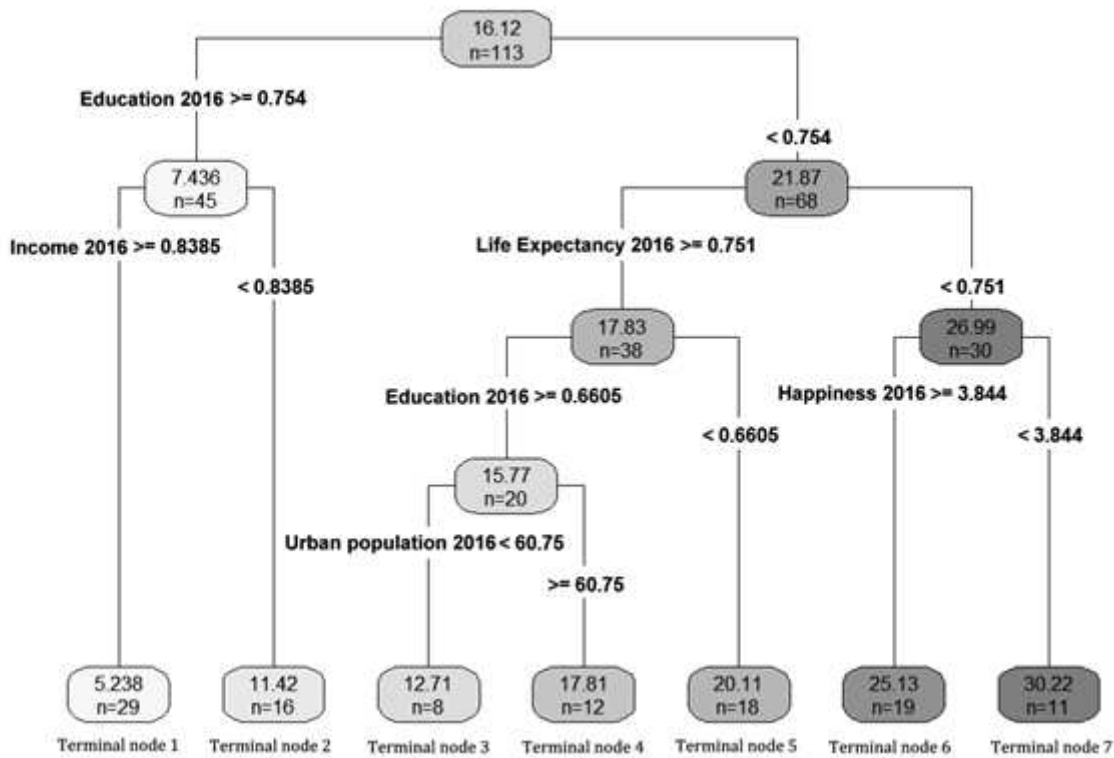 16.12
n=113
Education 2016 >= 0.754
< 0.754
7.436
n=45
21.87
n=68
Income 2016 >= 0.8385
Life Expectancy 2016 >= 0.751
< 0.8385
< 0.751
17.83
n=38
26.99
n=30
Education 2016 >= 0.6605
Happiness 2016 >= 3.844
< 0.6605
< 3.844
15.77
n=20
Urban population 2016 < 60.75
>= 60.75
5.238
n=29
11.42
n=16
12.71
n=8
17.81
n=12
20.11
n=18
25.13
n=19
30.22
n=11
Terminal node 1
Terminal node 2
Terminal node 3
Terminal node 4
Terminal node 5
Terminal node 6
Terminal node 7